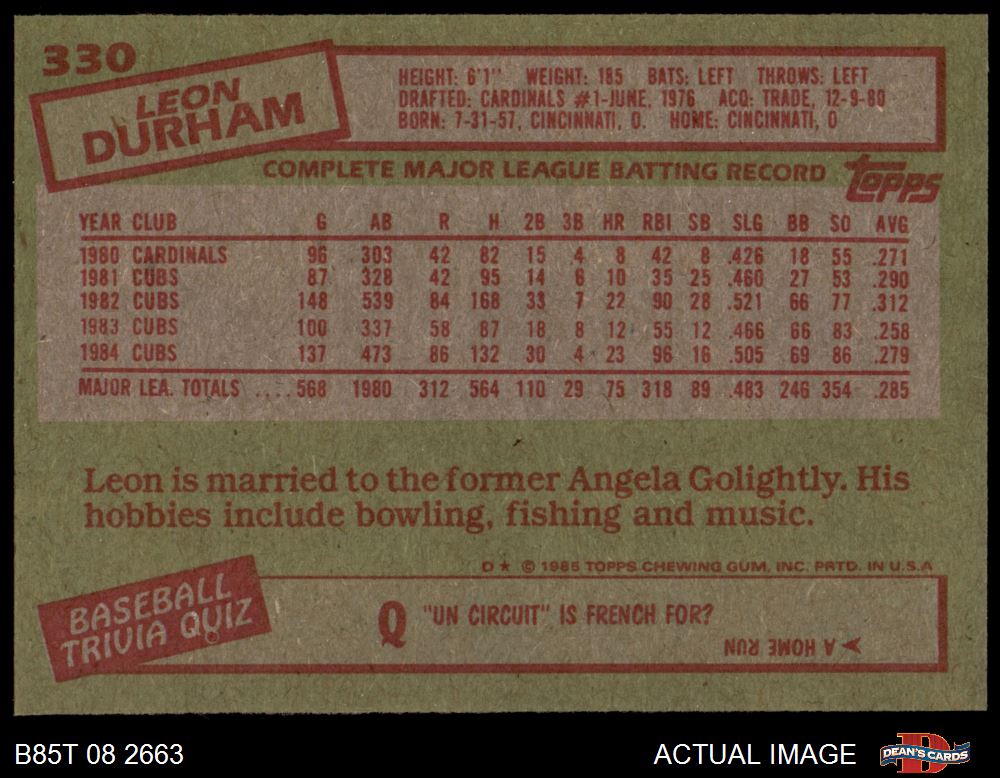 330
LEON
DURHAM
HEIGHT: 6'1" WEIGHT: 185 BATS: LEFT THROWS: LEFT
DRAFTED: CARDINALS #1-JUNE, 1976 ACQ: TRADE, 12-9-80
BORN: 7-31-57, CINCINNATI, O. HOME: CINCINNATI, O
COMPLETE MAJOR LEAGUE BATTING RECORD
Topps
YEAR CLUB G AB R H 2B 3B HR RBI SB SLG BB SO AVG
1980 CARDINALS 96 303 42 82 15 4 8 42 8 .426 18 55 .271
1981 CUBS 87 328 42 95 14 6 10 35 25 .460 27 53 .290
1982 CUBS 148 539 84 168 33 7 22 90 28 .521 66 77 .312
1983 CUBS 100 337 58 87 18 8 12 55 12 .466 66 83 .258
1984 CUBS 137 473 86 132 30 4 23 96 16 .505 69 86 .279
MAJOR LEA. TOTALS .... 568 1980 312 564 110 29 75 318 89 .483 246 354 .285
Leon is married to the former Angela Golightly. His
hobbies include bowling, fishing and music.
D★ © 1985 TOPPS CHEWING GUM, INC. PRTD. IN U.S.A
BASEBALL
TRIVIA QUIZ
Q "UN CIRCUIT" IS FRENCH FOR?
A HOME RUN
B85T 08 2663
ACTUAL IMAGE
DEAN'S CARDS